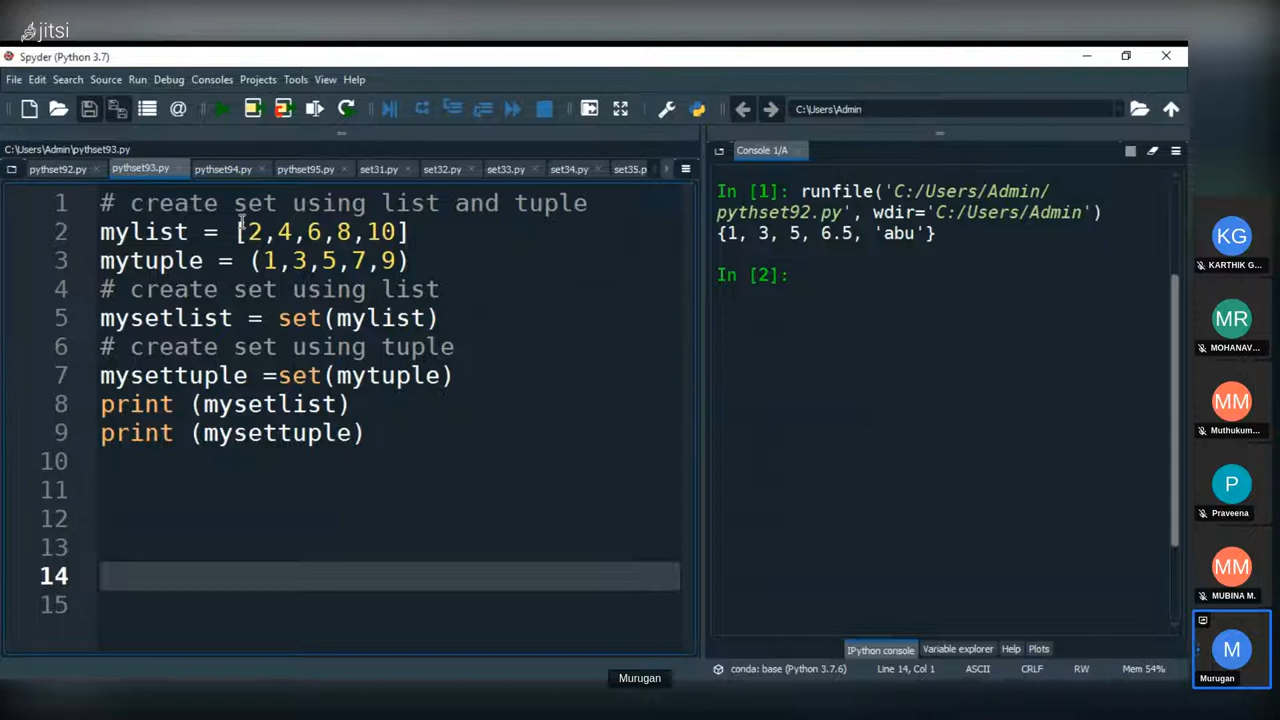 jitsi
Spyder (Python 3.7)
File Edit Search Source Run Debug Consoles Projects Tools View Help
C:\Users\Admin
C:\Users\Admin\pythset93.py
pythset92.py pythset93.py pythset94.py pythset95.py set31.py set32.py set33.py set34.py set35.p
1 # create set using list and tuple
2 mylist = [2,4,6,8,10]
3 mytuple = (1,3,5,7,9)
4 # create set using list
5 mysetlist = set(mylist)
6 # create set using tuple
7 mysettuple =set(mytuple)
8 print (mysetlist)
9 print (mysettuple)
10
11
12
13
14
15
Console 1/A
In [1]: runfile('C:/Users/Admin/
pythset92.py', wdir='C:/Users/Admin')
{1, 3, 5, 6.5, 'abu'}
In [2]:
IPython console Variable explorer Help Plots
conda: base (Python 3.7.6) Line 14, Col 1 ASCII CRLF RW Mem 54%
Murugan
KG
KARTHIK G...
MR
MOHANAV...
MM
Muthukum...
P
Praveena
MM
MUBINA M.
M
Murugan